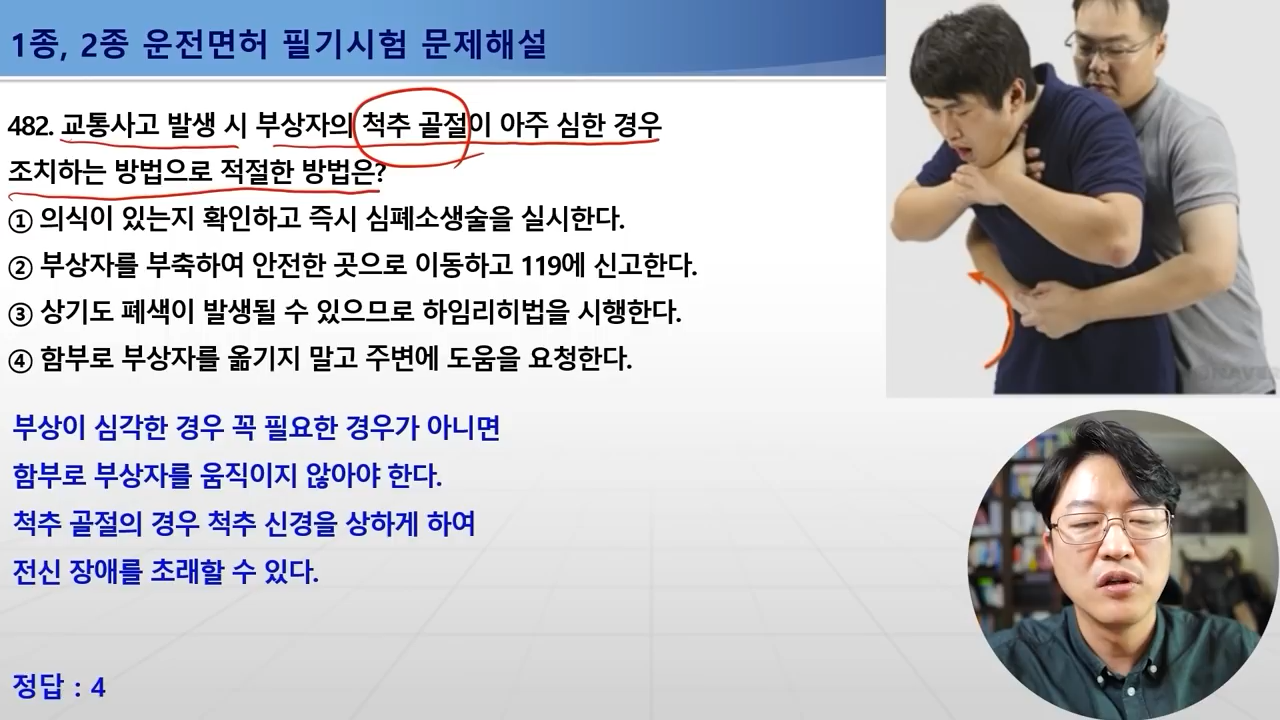 1종, 2종 운전면허 필기시험 문제해설
482. 교통사고 발생 시 부상자의 척추 골절이 아주 심한 경우
조치하는 방법으로 적절한 방법은?
① 의식이 있는지 확인하고 즉시 심폐소생술을 실시한다.
② 부상자를 부축하여 안전한 곳으로 이동하고 119에 신고한다.
③ 상기도 폐색이 발생될 수 있으므로 하임리히법을 시행한다.
④ 함부로 부상자를 옮기지 말고 주변에 도움을 요청한다.
부상이 심각한 경우 꼭 필요한 경우가 아니면
함부로 부상자를 움직이지 않아야 한다.
척추 골절의 경우 척추 신경을 상하게 하여
전신 장애를 초래할 수 있다.
정답 : 4